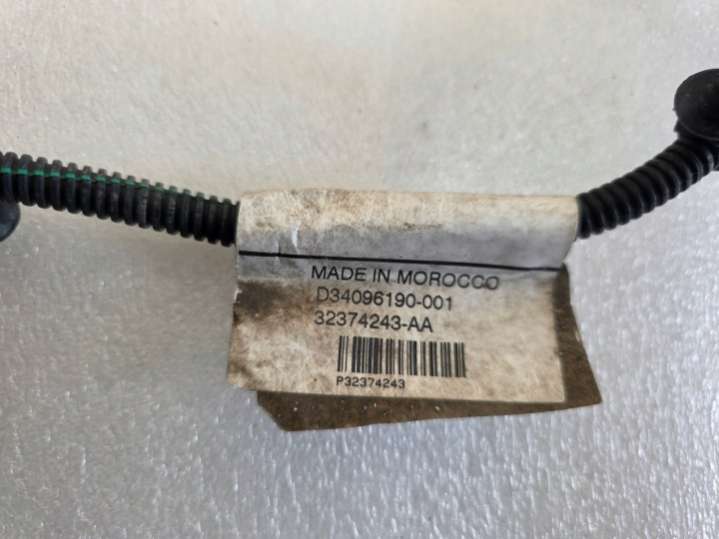 MADE IN MOROCCO
D34096190-001
32374243-AA
P32374243